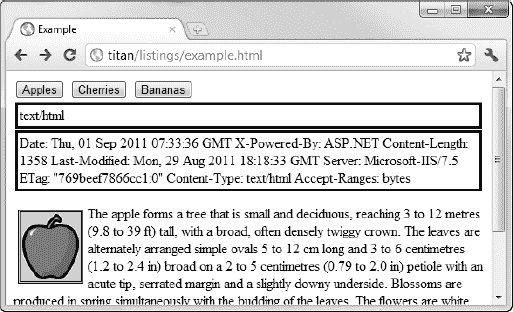 Example
titan/listings/example.html
Apples Cherries Bananas
text/html
Date: Thu, 01 Sep 2011 07:33:36 GMT X-Powered-By: ASP.NET Content-Length:
1358 Last-Modified: Mon, 29 Aug 2011 18:18:33 GMT Server: Microsoft-IIS/7.5
ETag: "769beef7866cc1:0" Content-Type: text/html Accept-Ranges: bytes
The apple forms a tree that is small and deciduous, reaching 3 to 12 metres
(9.8 to 39 ft) tall, with a broad, often densely twiggy crown. The leaves are
alternately arranged simple ovals 5 to 12 cm long and 3 to 6 centimetres
(1.2 to 2.4 in) broad on a 2 to 5 centimetres (0.79 to 2.0 in) petiole with an
acute tip, serrated margin and a slightly downy underside. Blossoms are
produced in spring simultaneously with the budding of the leaves. The flowers are white